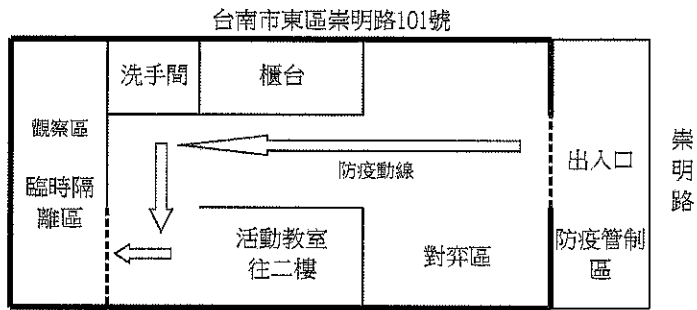 台南市東區崇明路101號
洗手間
櫃台
觀察區
臨時隔
離區
防疫動線
活動教室
往二樓
對弈區
出入口
防疫管制
區
崇明路